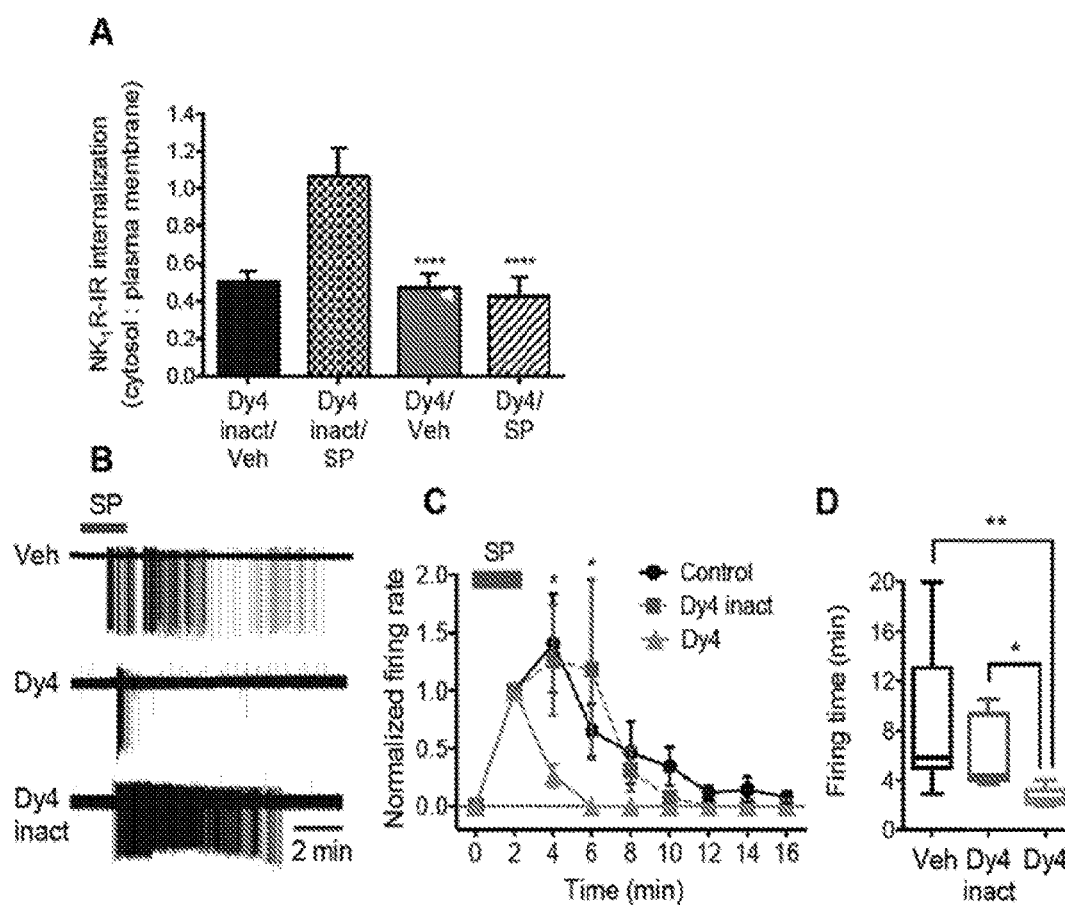 A
NK1R-IR internalization
(cytosol : plasma membrane)
1.4
1.2
1.0
0.8
0.6
0.4
0.2
0.0
****
****
Dy4
inact/
Veh
Dy4
inact/
SP
Dy4/
Veh
Dy4/
SP
B
SP
Veh
Dy4
Dy4
inact
2 min
C
SP
Normalized firing rate
2.0
1.5
1.0
0.5
0.0
*
*
Control
Dy4 inact
Dy4
0 2 4 6 8 10 12 14 16
Time (min)
D
**
*
Firing time (min)
20
16
12
8
4
0
Veh Dy4 Dy4
inact